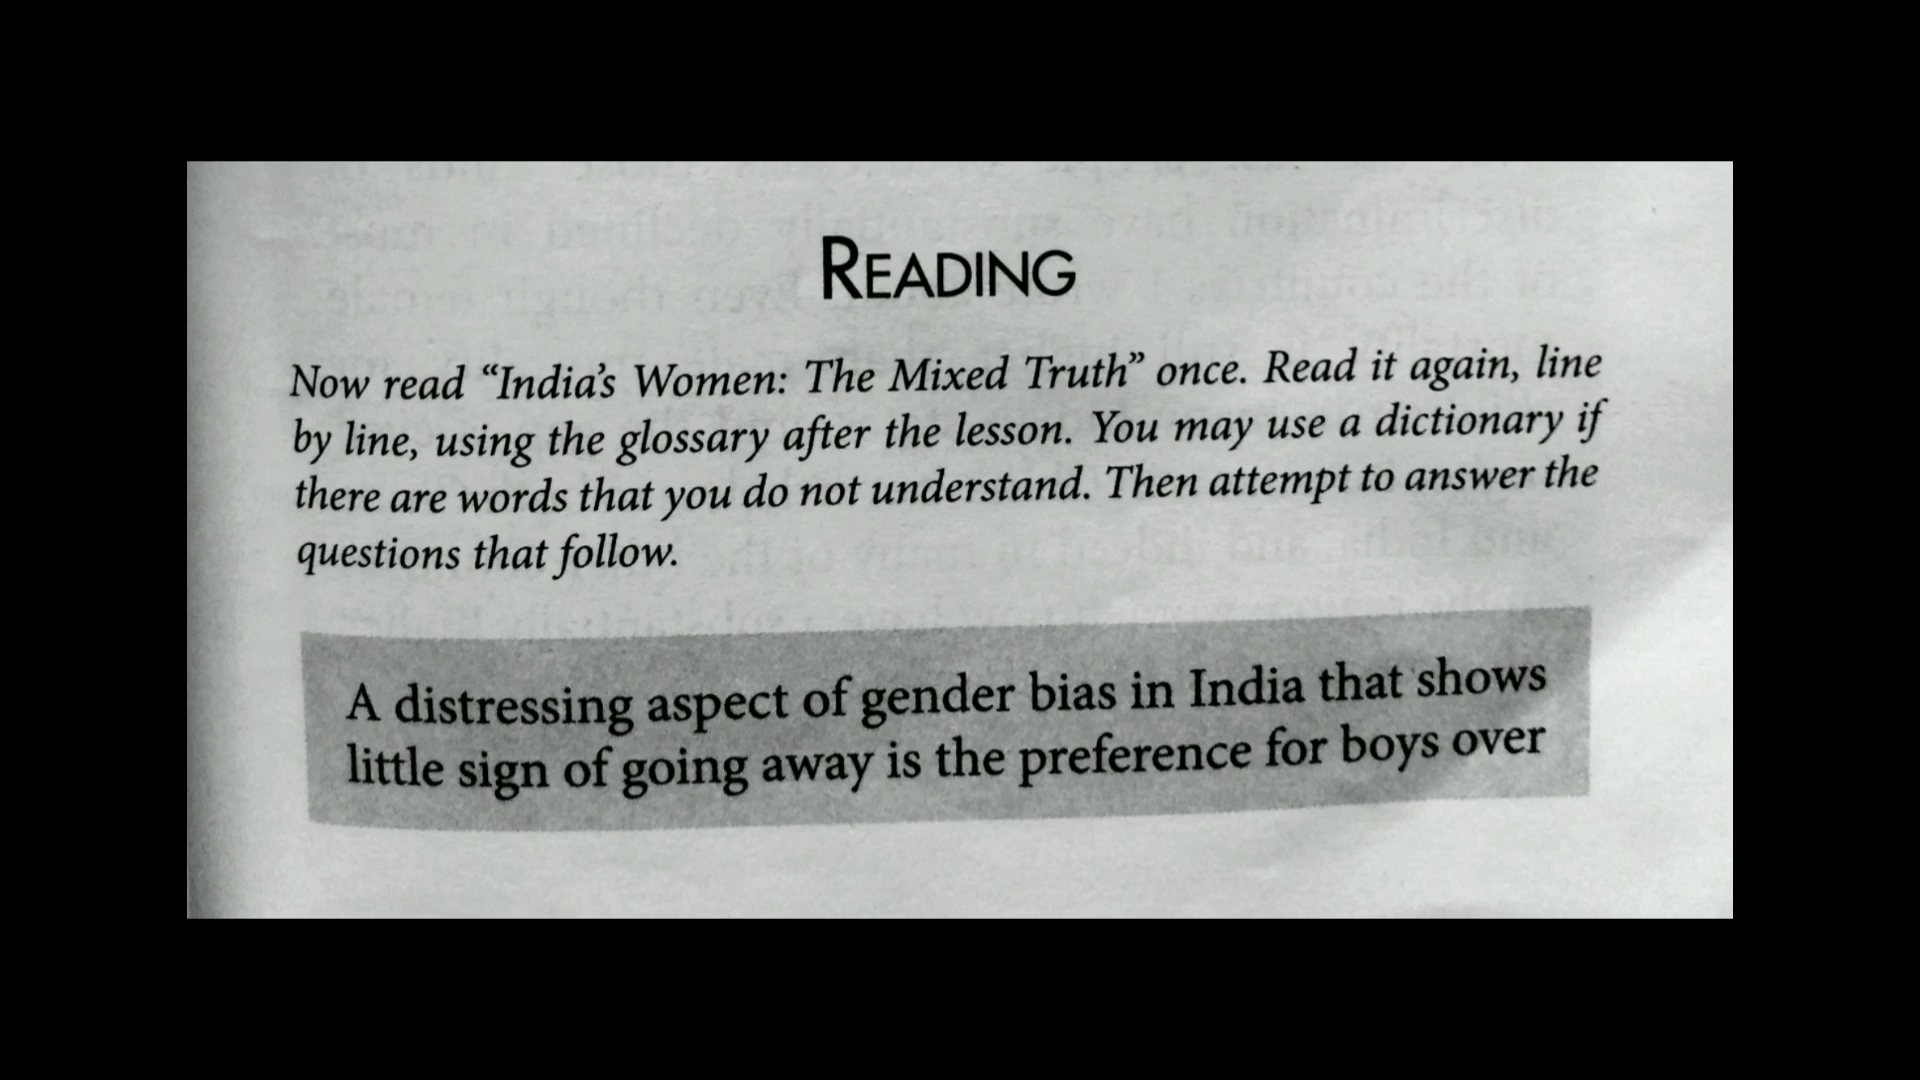 READING
Now read “India’s Women: The Mixed Truth” once. Read it again, line
by line, using the glossary after the lesson. You may use a dictionary if
there are words that you do not understand. Then attempt to answer the
questions that follow.
A distressing aspect of gender bias in India that shows
little sign of going away is the preference for boys over